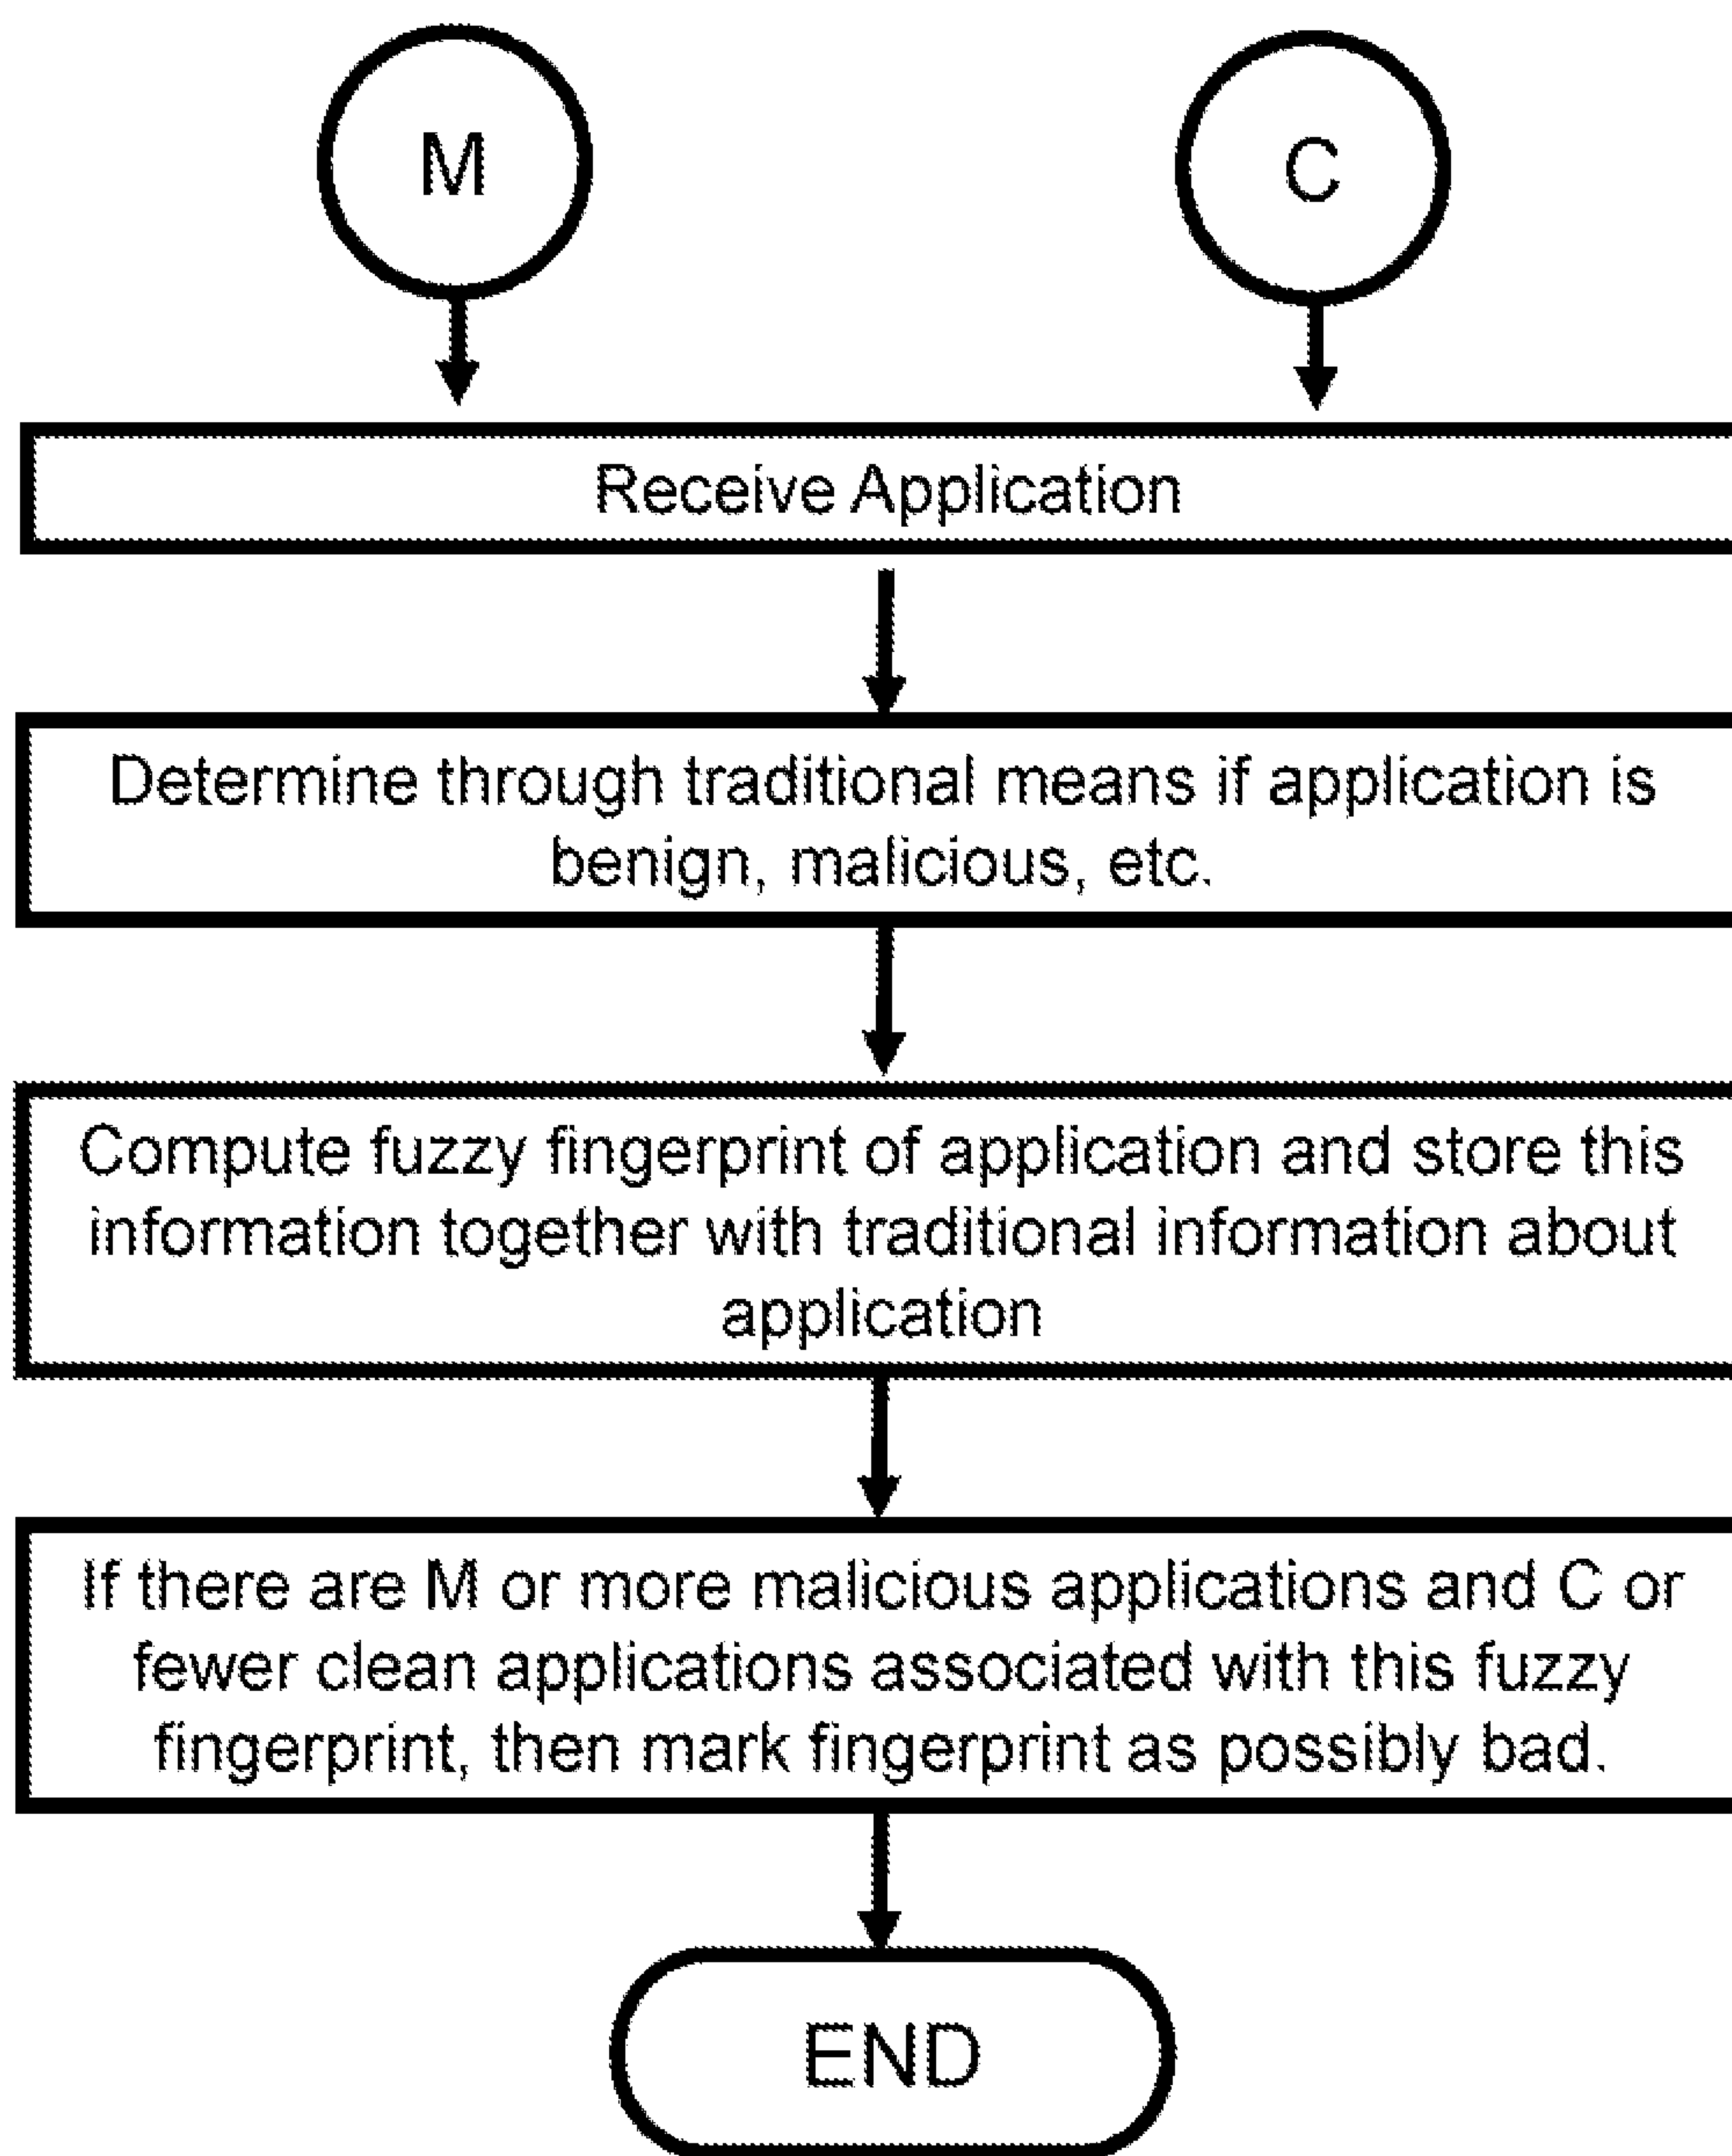 M
C
Receive Application
Determine through traditional means if application is
benign, malicious, etc.
Compute fuzzy fingerprint of application and store this
information together with traditional information about
application
If there are M or more malicious applications and C or
fewer clean applications associated with this fuzzy
fingerprint, then mark fingerprint as possibly bad.
END